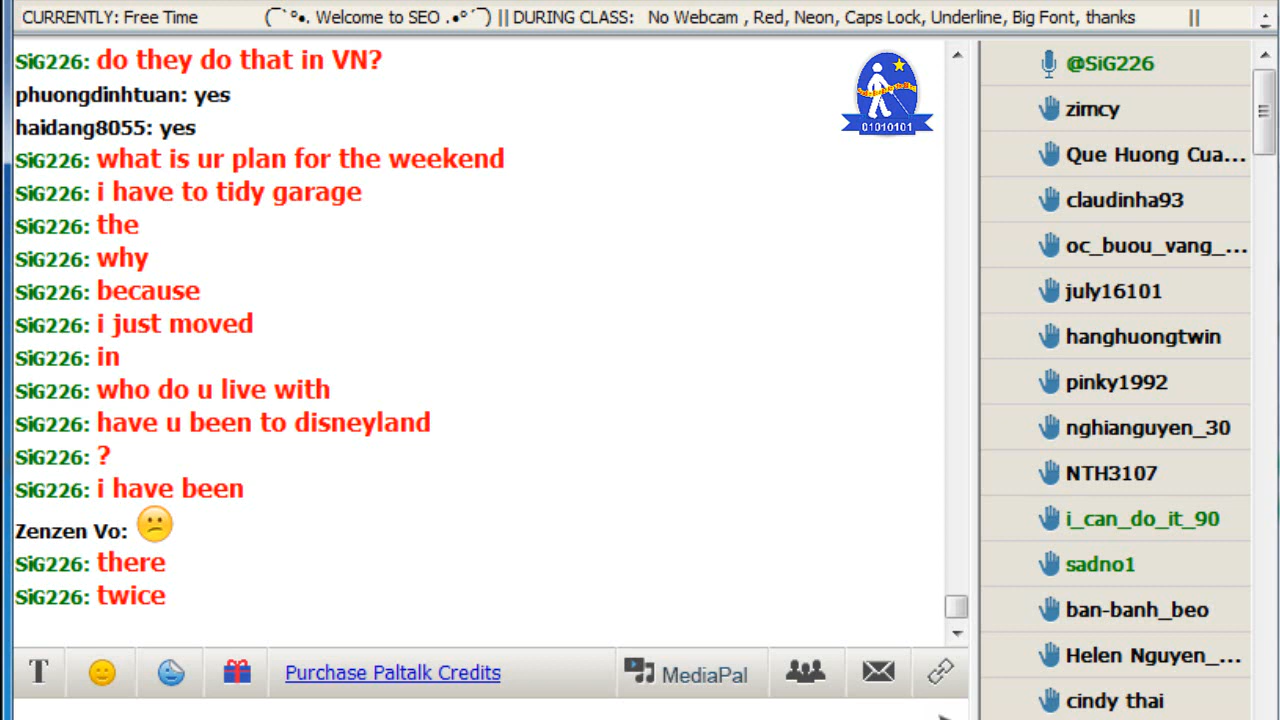 CURRENTLY: Free Time (¯`°•. Welcome to SEO .•°´¯) || DURING CLASS: No Webcam , Red, Neon, Caps Lock, Underline, Big Font, thanks ||
SiG226: do they do that in VN?
phuongdinhtuan: yes
haidang8055: yes
SiG226: what is ur plan for the weekend
SiG226: i have to tidy garage
SiG226: the
SiG226: why
SiG226: because
SiG226: i just moved
SiG226: in
SiG226: who do u live with
SiG226: have u been to disneyland
SiG226: ?
SiG226: i have been
Zenzen Vo:
SiG226: there
SiG226: twice
01010101
@SiG226
zimcy
Que Huong Cua...
claudinha93
oc_buou_vang_...
july16101
hanghuongtwin
pinky1992
nghianguyen_30
NTH3107
i_can_do_it_90
sadno1
ban-banh_beo
Helen Nguyen_...
cindy thai
T
Purchase Paltalk Credits
MediaPal